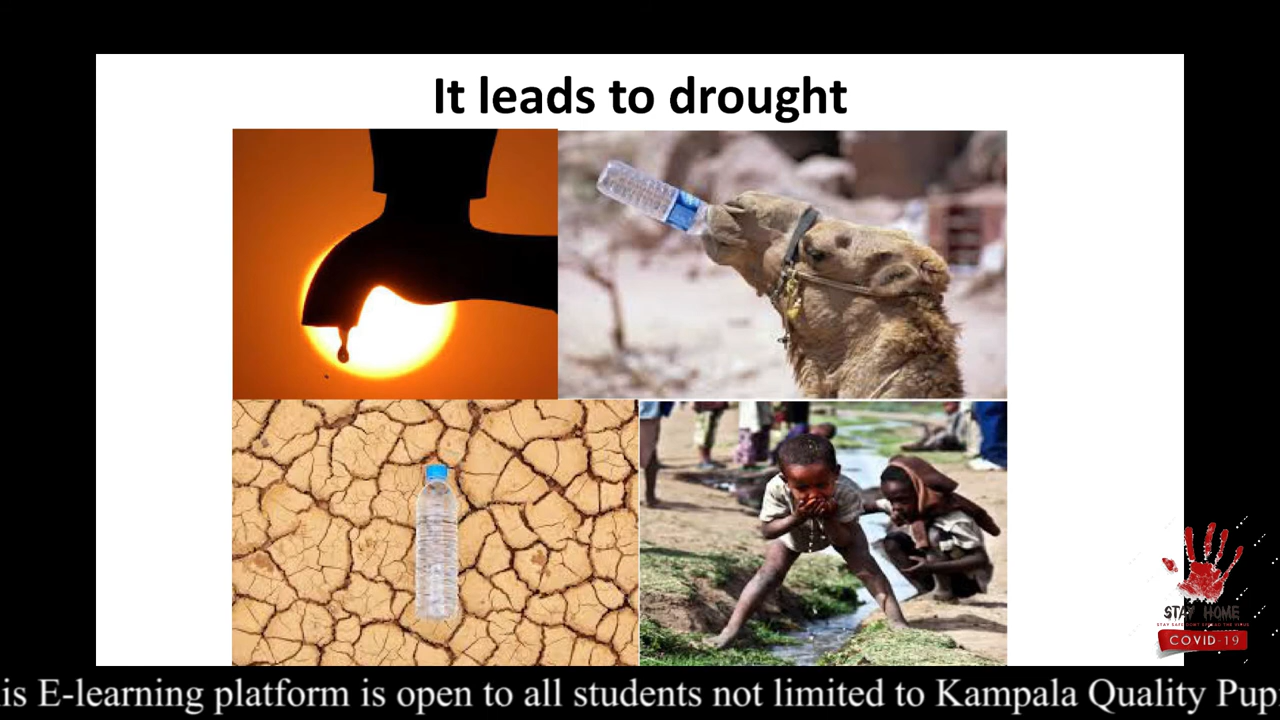 It leads to drought
STAY HOME
STAY SAFE DONT SPREAD THE VIRUS
COVID-19
is E-learning platform is open to all students not limited to Kampala Quality Pup